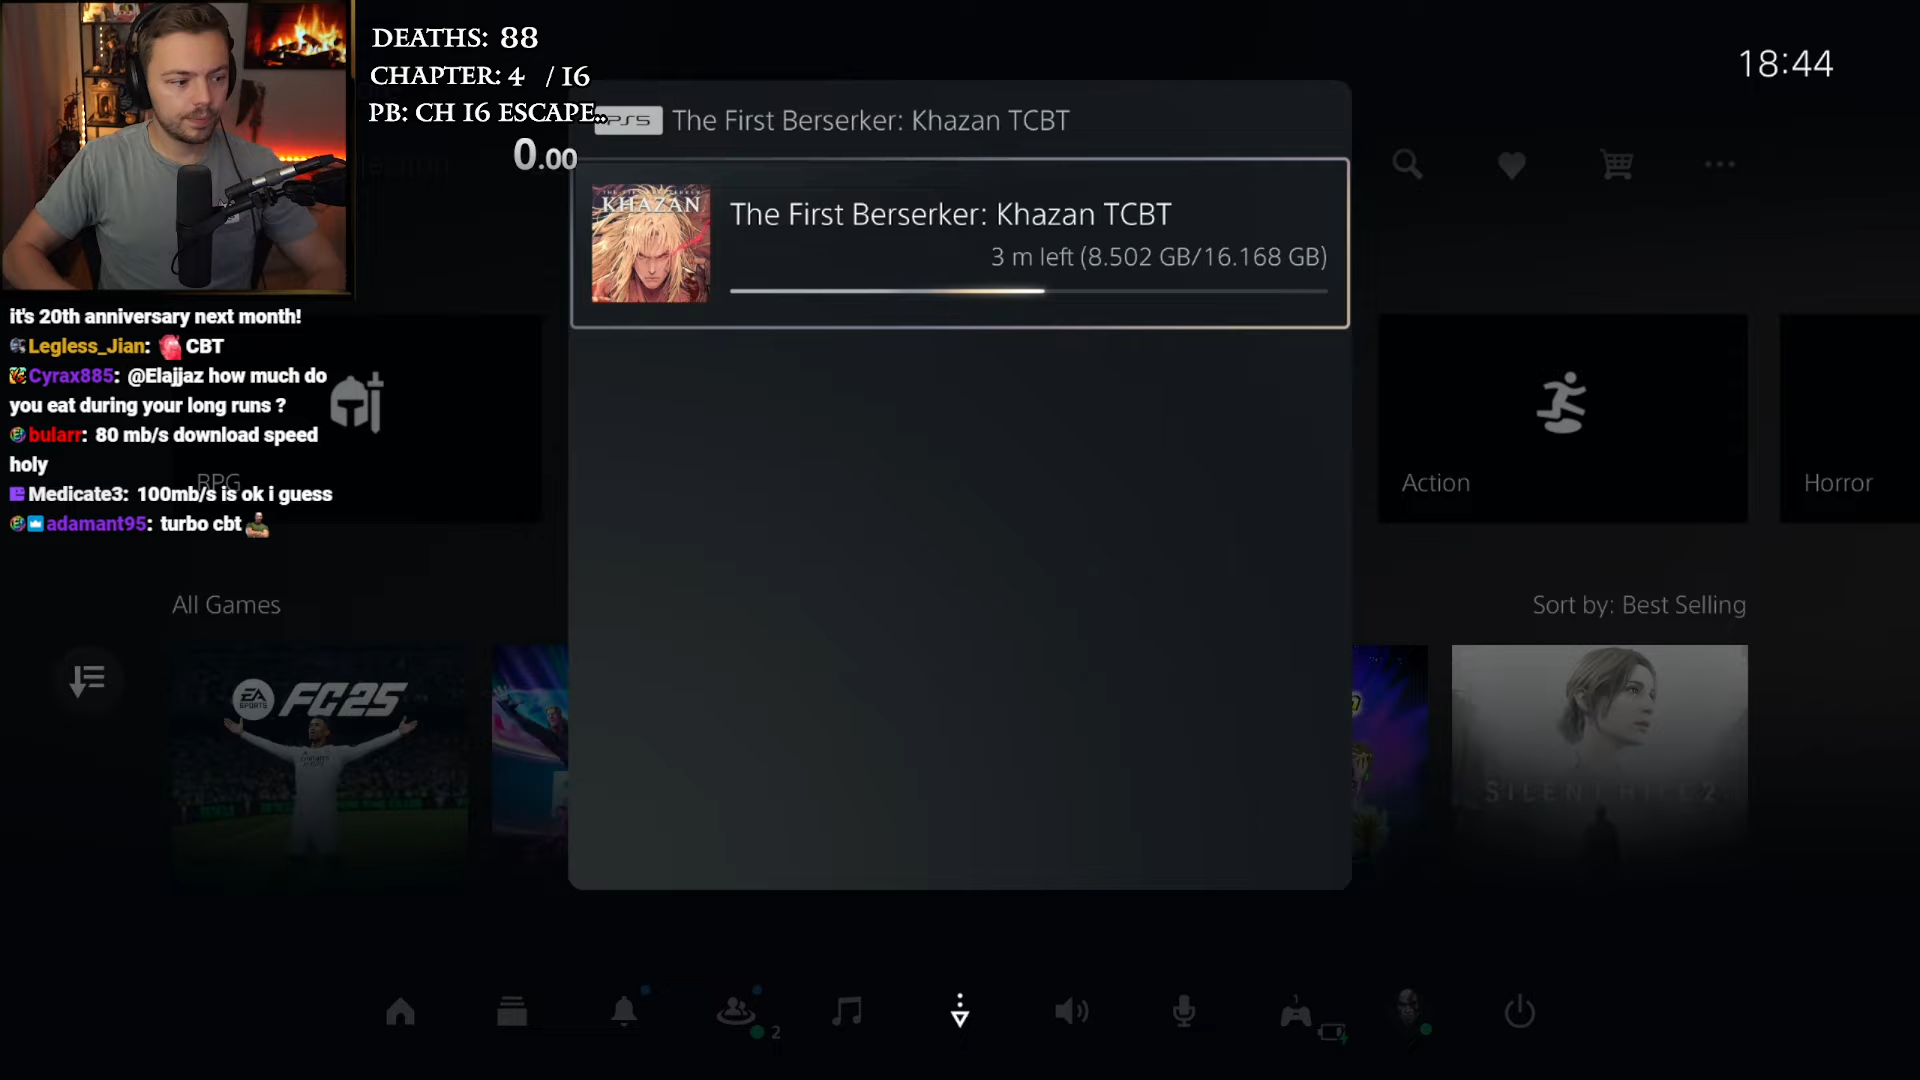 DEATHS: 88
CHAPTER: 4 / 16
PB: CH 16 ESCAPE..
0.00
18:44
PS5 The First Berserker: Khazan TCBT
KHAZAN
The First Berserker: Khazan TCBT
3 m left (8.502 GB/16.168 GB)
it's 20th anniversary next month!
Legless_Jian: CBT
Cyrax885: @Elajjaz how much do
you eat during your long runs ?
bularr: 80 mb/s download speed
holy
Medicate3: 100mb/s is ok i guess
adamant95: turbo cbt
RPG
Action
Horror
All Games
Sort by: Best Selling
EA SPORTS FC25
SILENT HILL 2
2